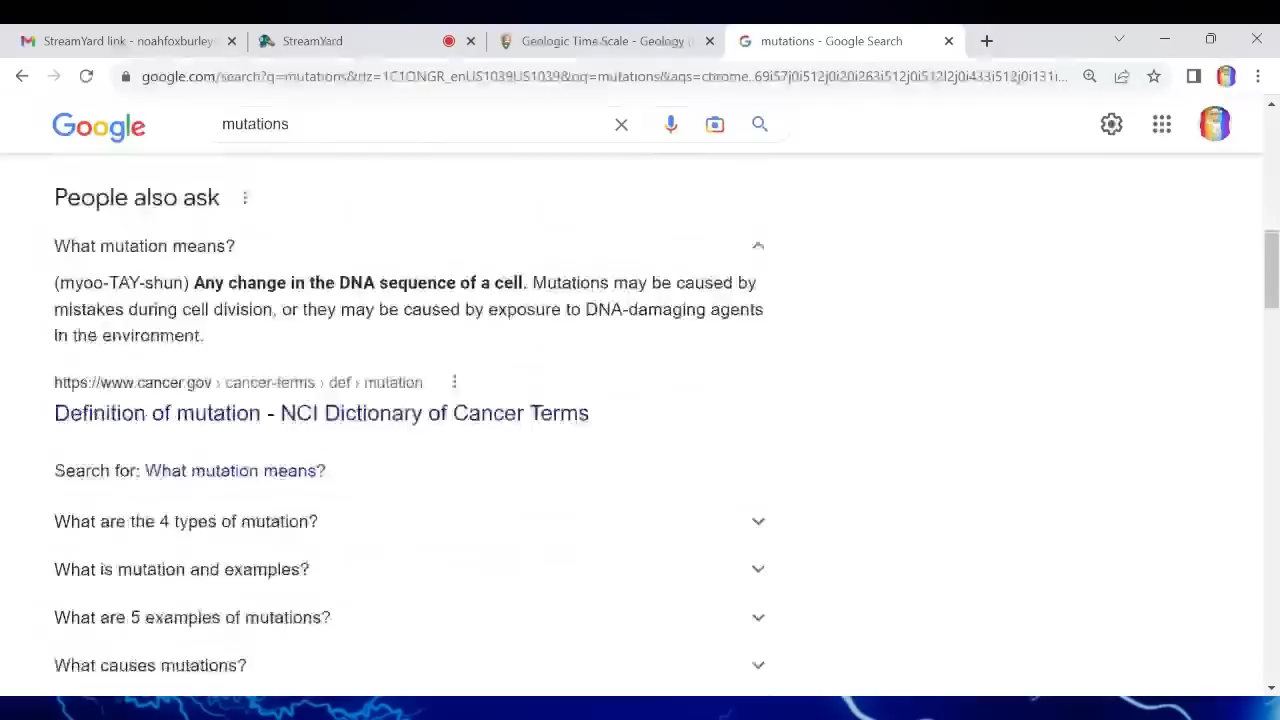 StreamYard link - noahfoxburley
StreamYard
Geologic Time Scale - Geology (
mutations - Google Search
Google
mutations
People also ask
What mutation means?
(myoo-TAY-shun) Any change in the DNA sequence of a cell. Mutations may be caused by
mistakes during cell division, or they may be caused by exposure to DNA-damaging agents
in the environment.
https://www.cancer.gov › cancer-terms › def › mutation
Definition of mutation - NCI Dictionary of Cancer Terms
Search for: What mutation means?
What are the 4 types of mutation?
What is mutation and examples?
What are 5 examples of mutations?
What causes mutations?